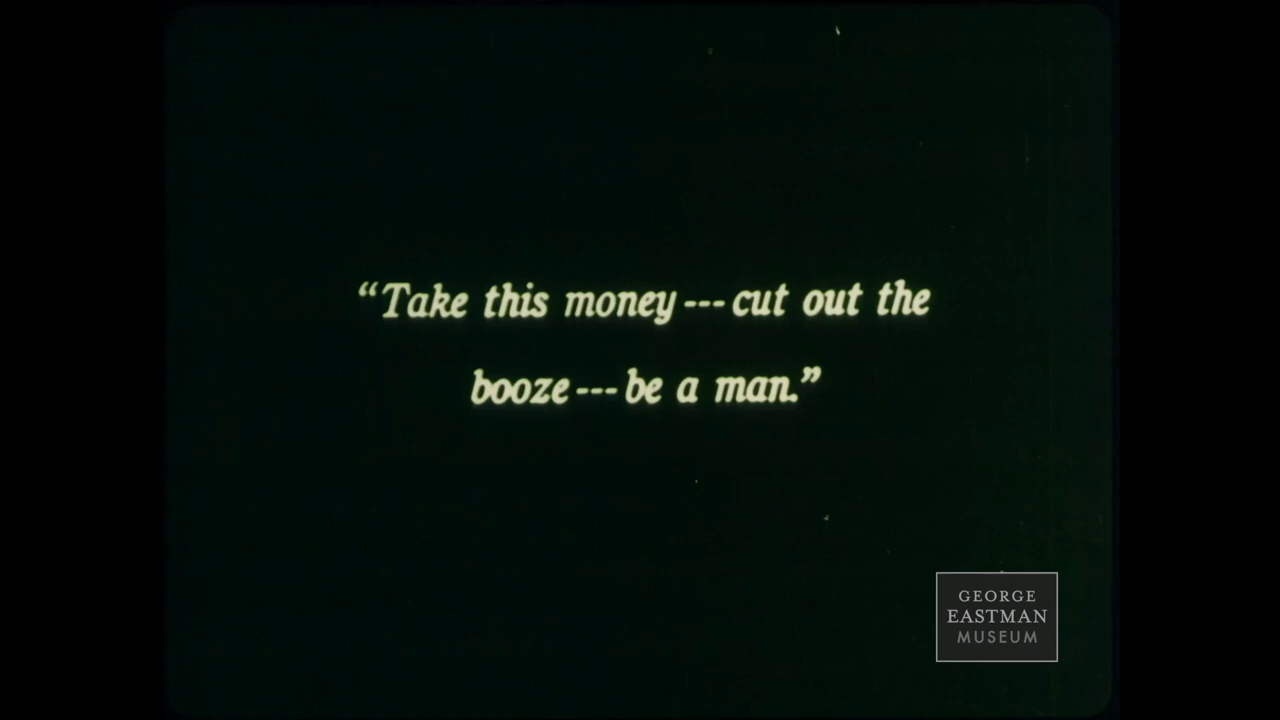 “Take this money---cut out the
booze---be a man.”
GEORGE
EASTMAN
MUSEUM